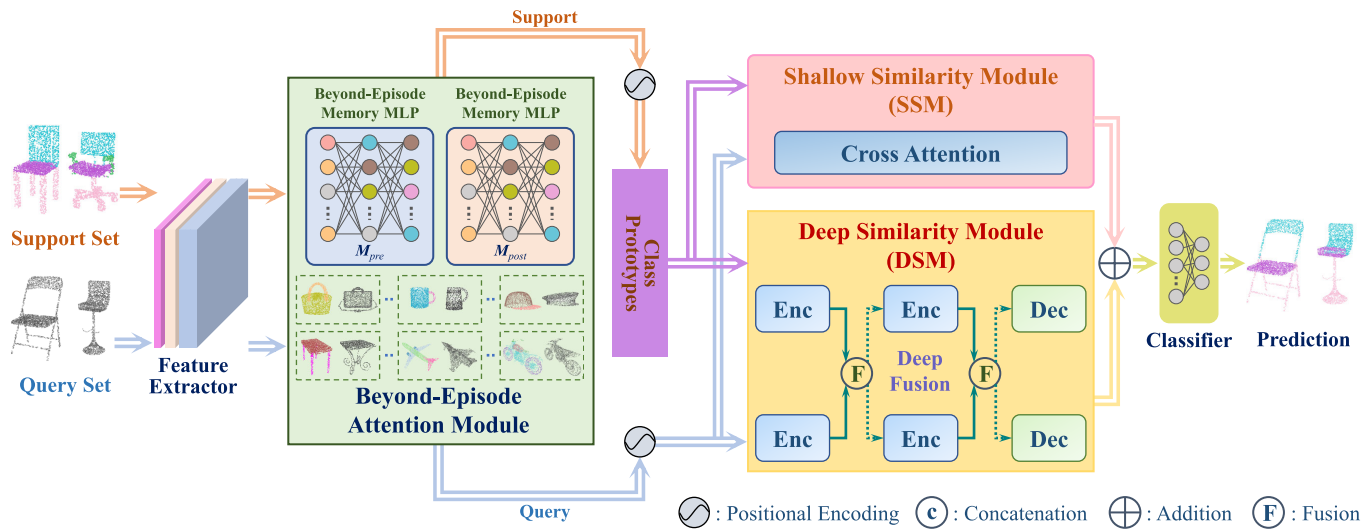 Support
Beyond-Episode
Memory MLP
Beyond-Episode
Memory MLP
M_pre
M_post
Support Set
Query Set
Feature
Extractor
Beyond-Episode
Attention Module
Query
Class
Prototypes
Shallow Similarity Module
(SSM)
Cross Attention
Deep Similarity Module
(DSM)
Enc
Enc
Dec
F
Deep
Fusion
F
Enc
Enc
Dec
Classifier
Prediction
: Positional Encoding
c : Concatenation
: Addition
F : Fusion